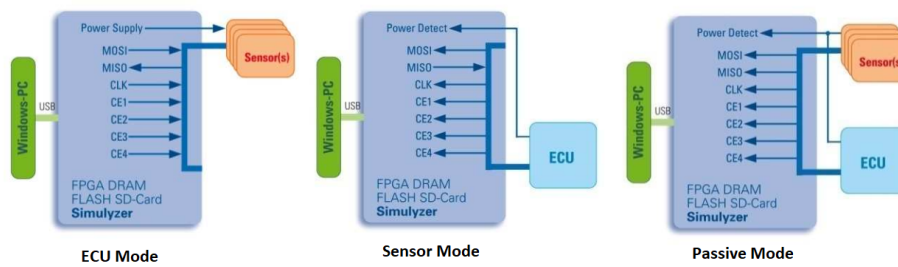 Windows-PC
USB
Power Supply
MOSI
MISO
CLK
CE1
CE2
CE3
CE4
FPGA DRAM
FLASH SD-Card
Simulyzer
Sensor(s)
ECU Mode
Windows-PC
USB
Power Detect
MOSI
MISO
CLK
CE1
CE2
CE3
CE4
FPGA DRAM
FLASH SD-Card
Simulyzer
ECU
Sensor Mode
Windows-PC
USB
Power Detect
MOSI
MISO
CLK
CE1
CE2
CE3
CE4
FPGA DRAM
FLASH SD-Card
Simulyzer
Sensor(s
ECU
Passive Mode